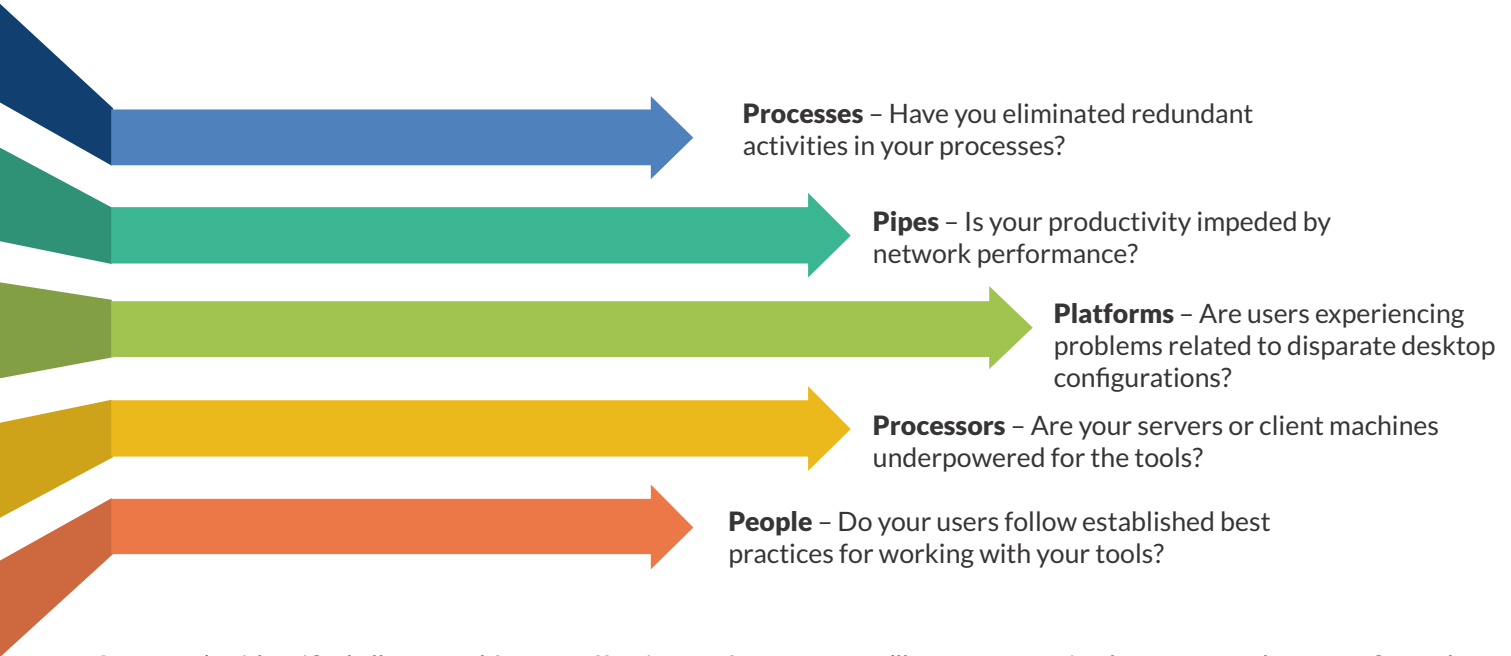 Processes – Have you eliminated redundant
activities in your processes?
Pipes – Is your productivity impeded by
network performance?
Platforms – Are users experiencing
problems related to disparate desktop
configurations?
Processors – Are your servers or client machines
underpowered for the tools?
People – Do your users follow established best
practices for working with your tools?